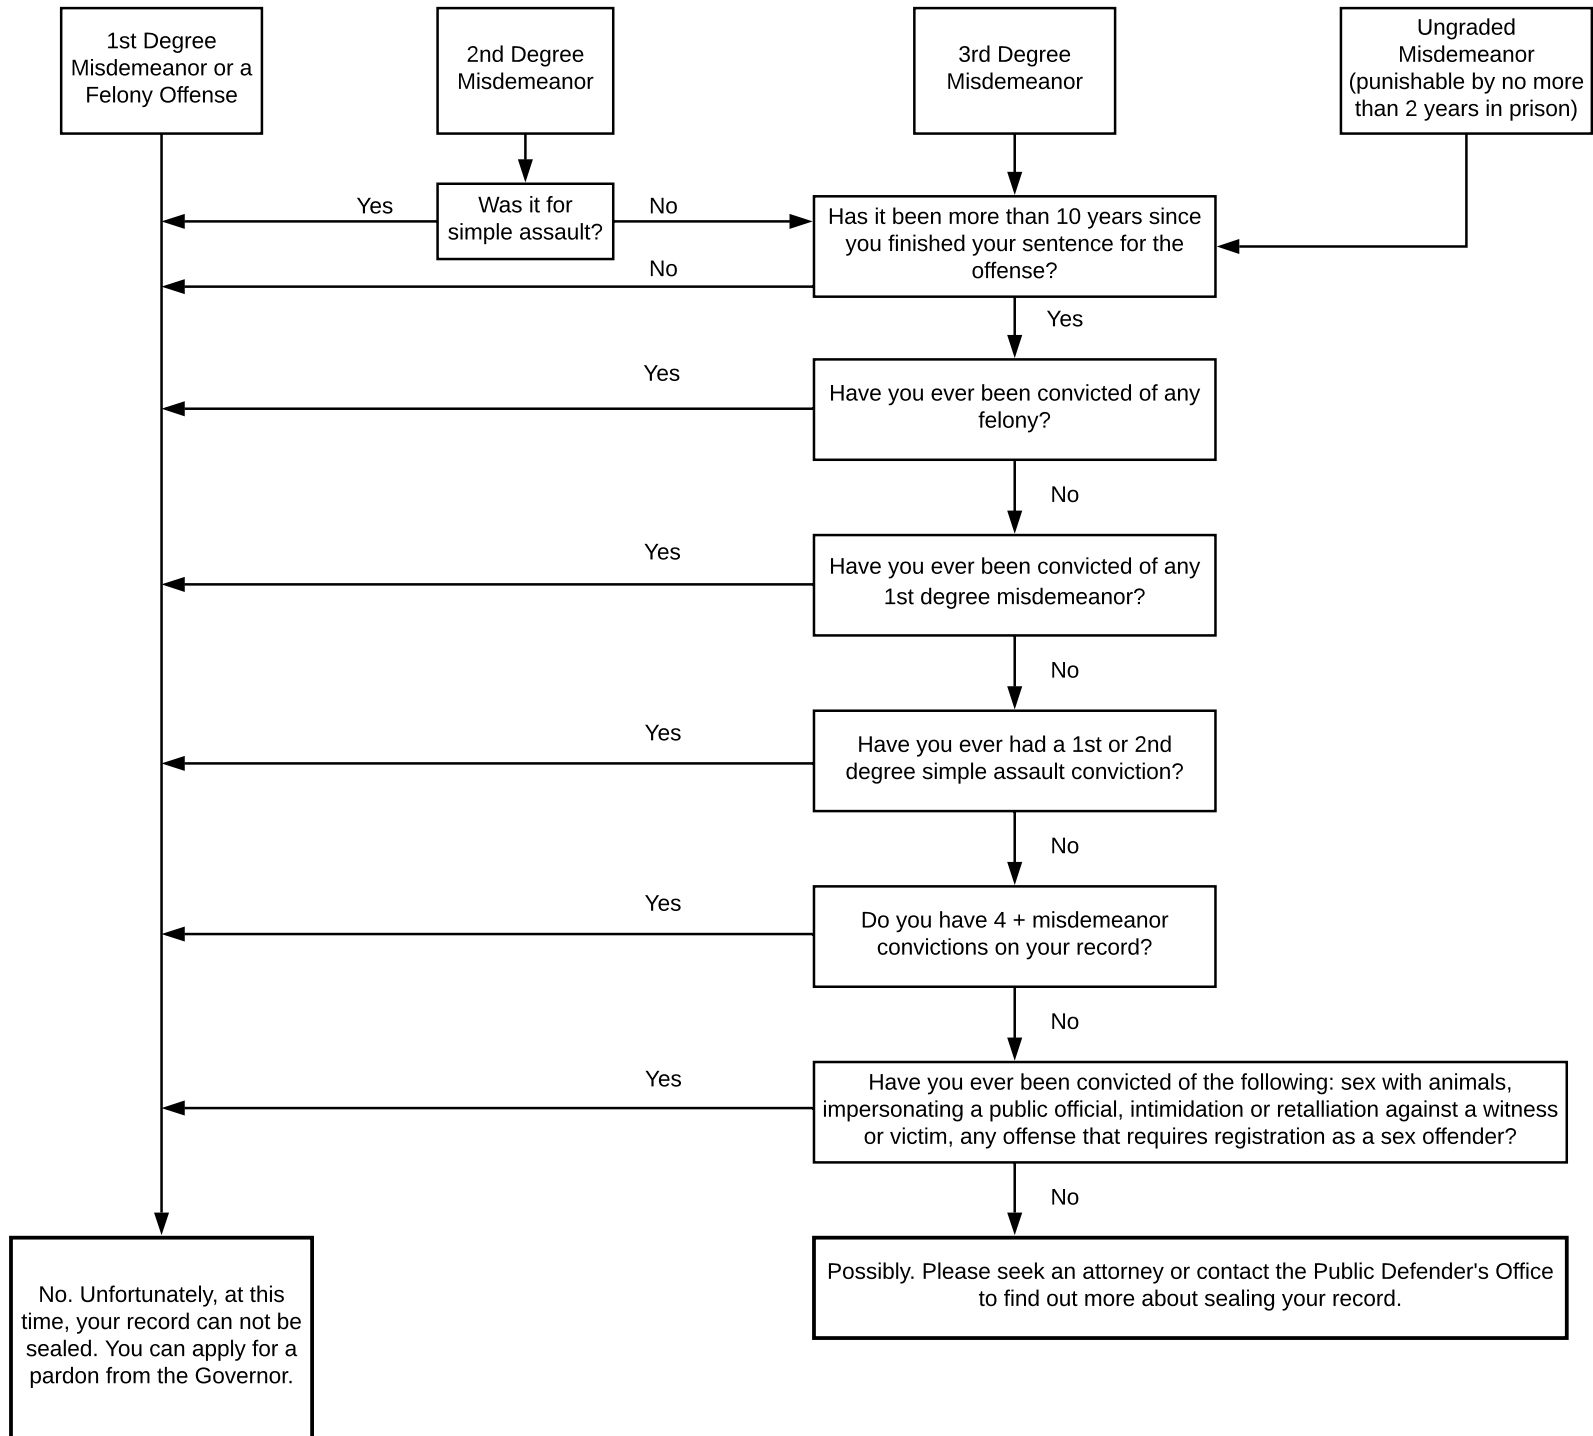 1st Degree
Misdemeanor or a
Felony Offense
2nd Degree
Misdemeanor
3rd Degree
Misdemeanor
Ungraded
Misdemeanor
(punishable by no more
than 2 years in prison)
Yes
Was it for
simple assault?
No
Has it been more than 10 years since
you finished your sentence for the
offense?
No
Yes
Yes
Have you ever been convicted of any
felony?
No
Yes
Have you ever been convicted of any
1st degree misdemeanor?
No
Yes
Have you ever had a 1st or 2nd
degree simple assault conviction?
No
Yes
Do you have 4 + misdemeanor
convictions on your record?
No
Yes
Have you ever been convicted of the following: sex with animals,
impersonating a public official, intimidation or retalliation against a witness
or victim, any offense that requires registration as a sex offender?
No
No. Unfortunately, at this
time, your record can not be
sealed. You can apply for a
pardon from the Governor.
Possibly. Please seek an attorney or contact the Public Defender's Office
to find out more about sealing your record.